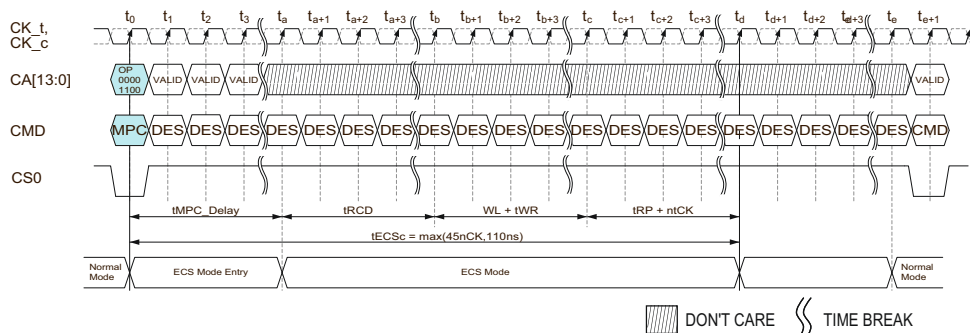 t0 t1 t2 t3 ta ta+1 ta+2 ta+3 tb tb+1 tb+2 tb+3 tc tc+1 tc+2 tc+3 td td+1 td+2 td+3 te te+1
CK_t,
CK_c
CA[13:0] OP 0000 1100 VALID VALID VALID VALID
CMD MPC DES DES DES DES DES DES DES DES DES DES DES DES DES DES DES DES DES DES DES DES CMD
CS0
tMPC_Delay tRCD WL + tWR tRP + ntCK
tECSc = max(45nCK,110ns)
Normal Mode ECS Mode Entry ECS Mode Normal Mode
DON'T CARE TIME BREAK